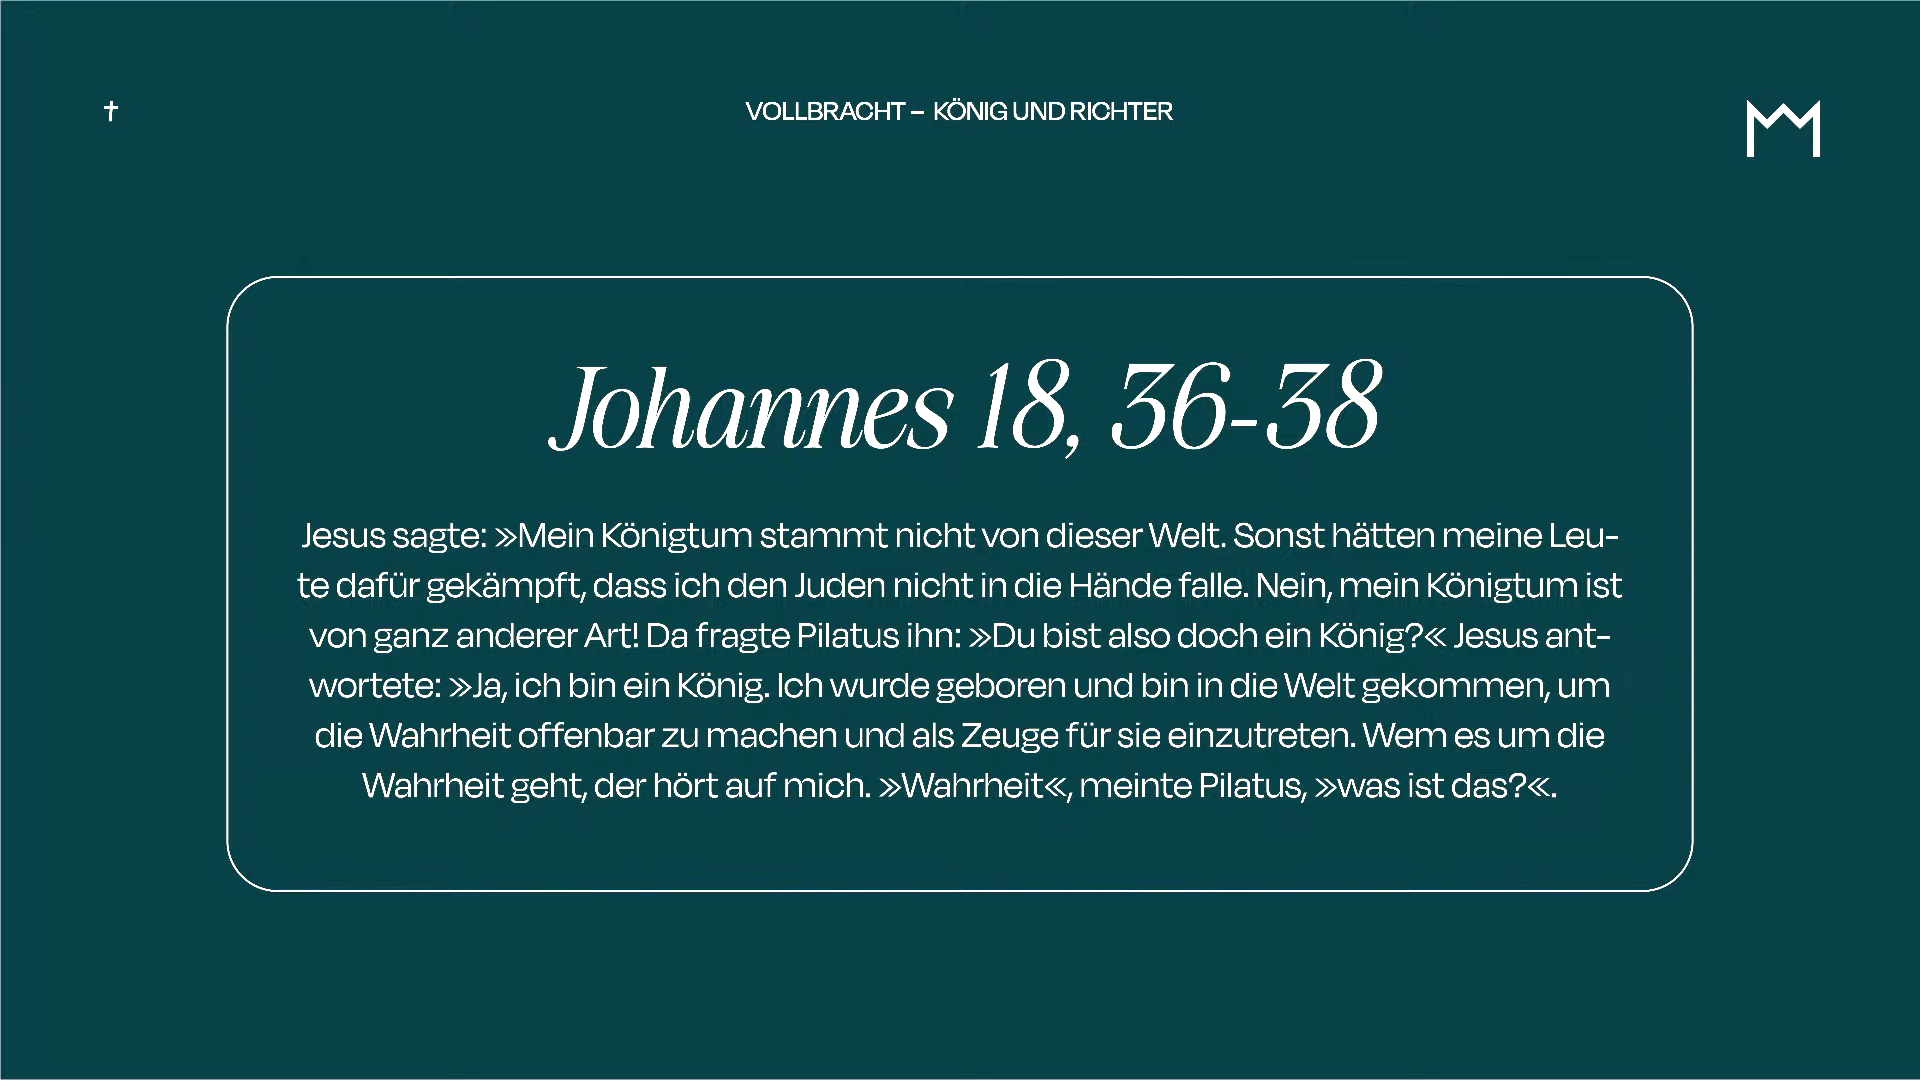 ✝
VOLLBRACHT – KÖNIG UND RICHTER
Johannes 18, 36-38
Jesus sagte: »Mein Königtum stammt nicht von dieser Welt. Sonst hätten meine Leu-
te dafür gekämpft, dass ich den Juden nicht in die Hände falle. Nein, mein Königtum ist
von ganz anderer Art! Da fragte Pilatus ihn: »Du bist also doch ein König?« Jesus ant-
wortete: »Ja, ich bin ein König. Ich wurde geboren und bin in die Welt gekommen, um
die Wahrheit offenbar zu machen und als Zeuge für sie einzutreten. Wem es um die
Wahrheit geht, der hört auf mich. »Wahrheit«, meinte Pilatus, »was ist das?«.